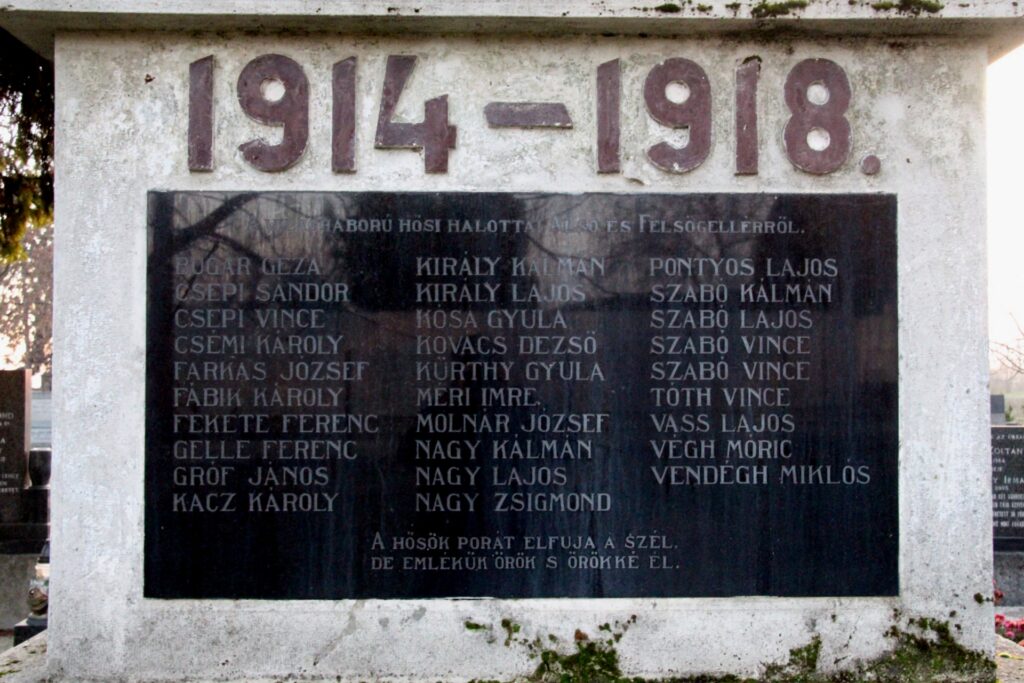 1914-1918.
HÁBORÚ HŐSI HALOTTAI ALSÓ ÉS FELSŐGELLÉRRŐL.
BUGÁR GÉZA
CSEPI SÁNDOR
CSEPI VINCE
CSÉMI KÁROLY
FARKAS JÓZSEF
FÁBIK KÁROLY
FEKETE FERENC
GELLE FERENC
GRÓF JÁNOS
KACZ KÁROLY
KIRÁLY KÁLMÁN
KIRÁLY LAJOS
KÓSA GYULA
KOVÁCS DEZSŐ
KÜRTHY GYULA
MÉRI IMRE.
MOLNÁR JÓZSEF
NAGY KÁLMÁN
NAGY LAJOS
NAGY ZSIGMOND
PONTYOS LAJOS
SZABÓ KÁLMÁN
SZABÓ LAJOS
SZABÓ VINCE
SZABÓ VINCE
TÓTH VINCE
VASS LAJOS
VÉGH MÓRIC
VENDÉGH MIKLÓS
A HŐSÖK PORÁT ELFUJA A SZÉL.
DE EMLÉKÜK ÖRÖK S ÖRÖKKÉ ÉL.